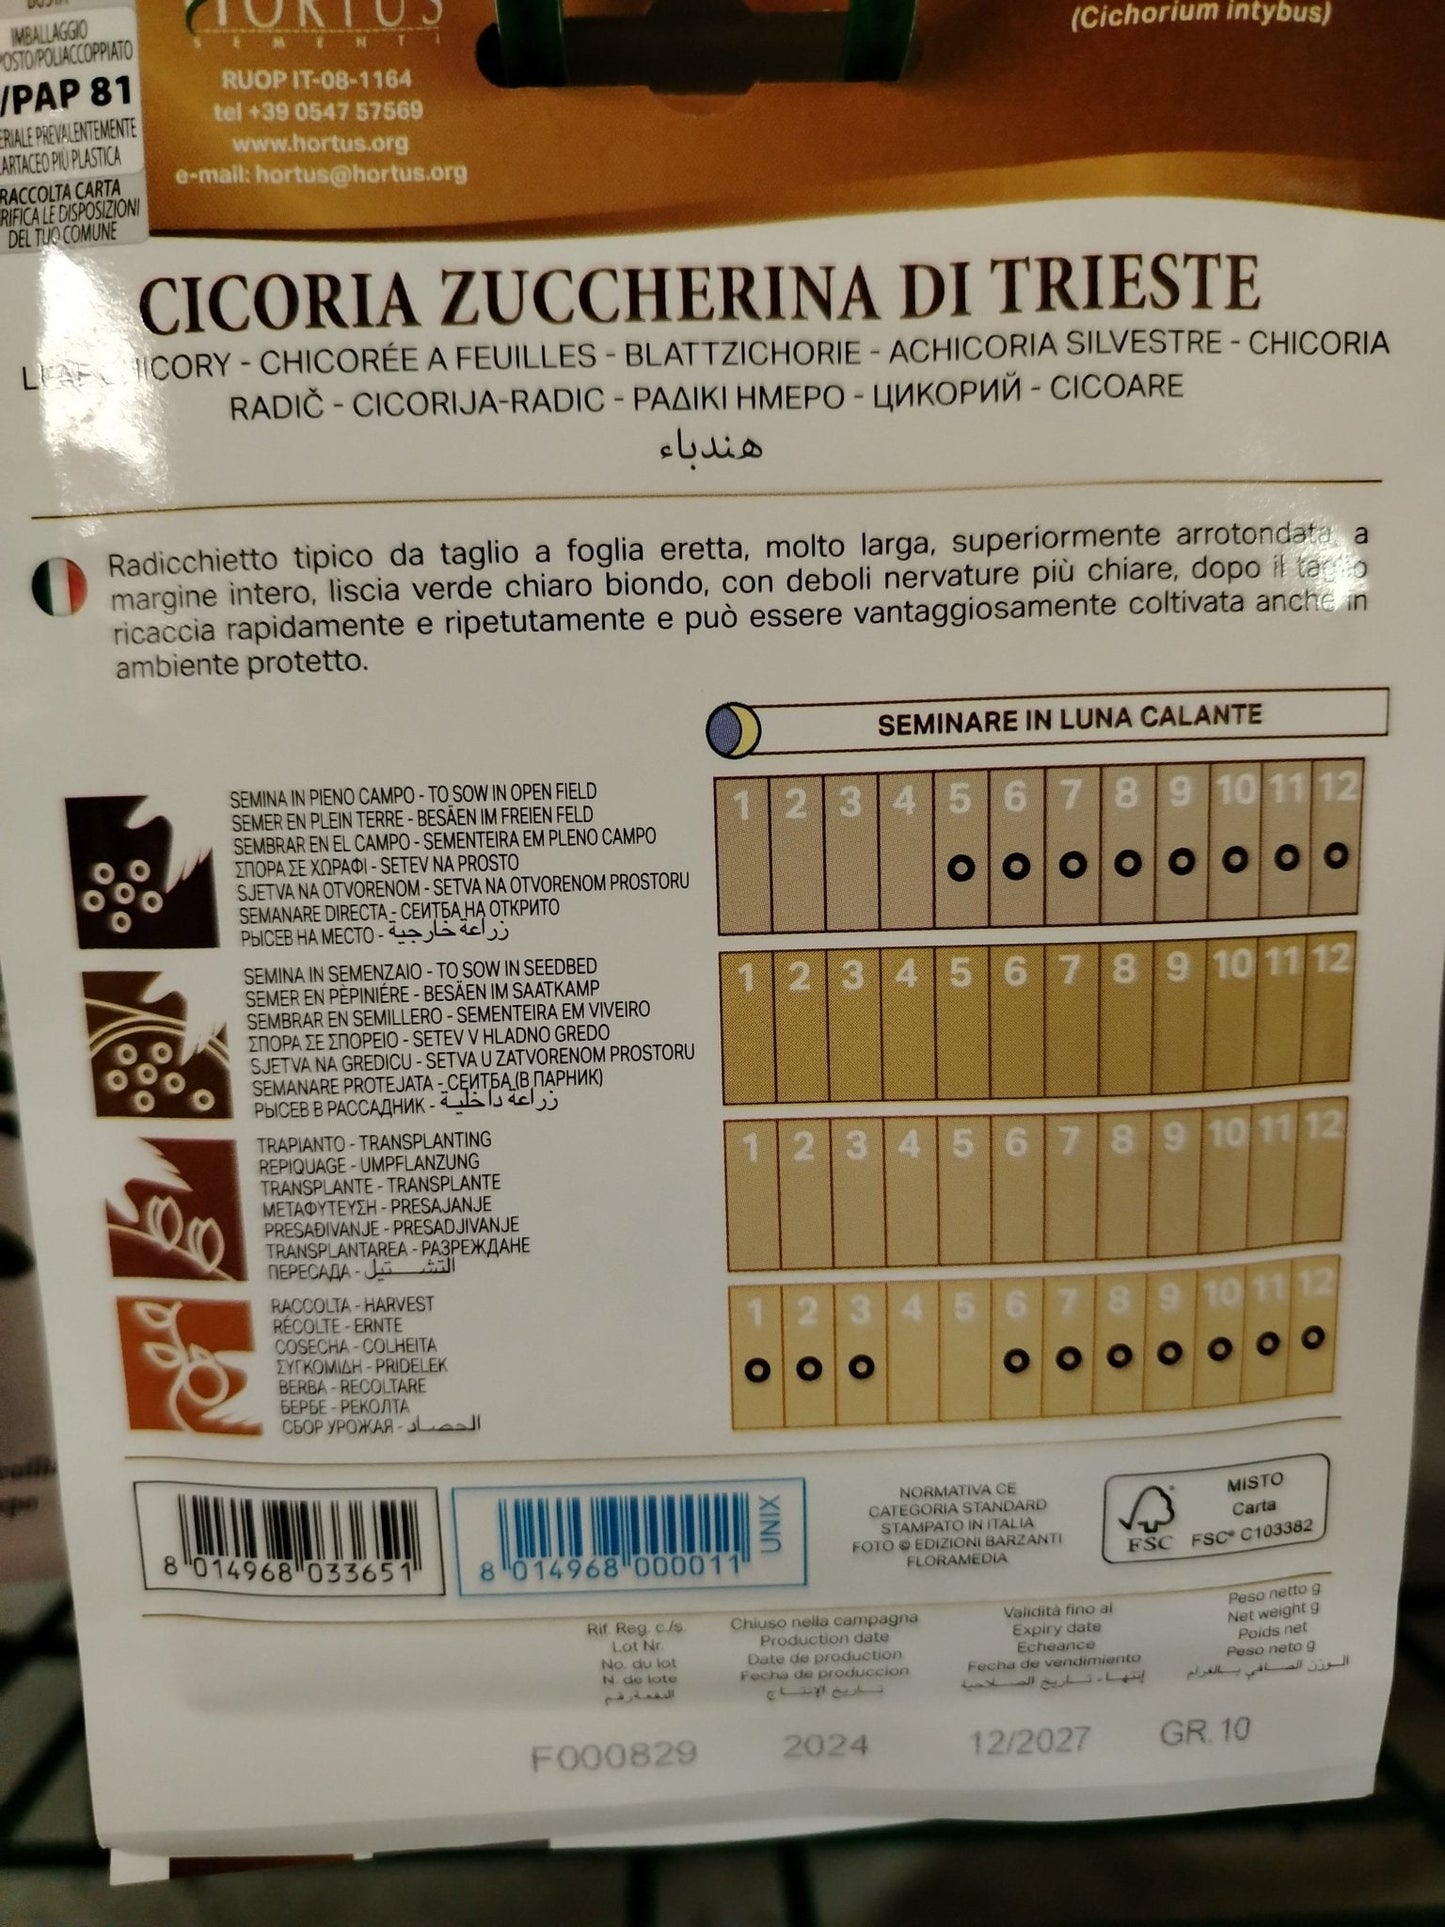 IMBALLAGGIO
/PAP 81
RACCOLTA CARTA
DEL TUO COMUNE
HORTUS
SEMENTI
RUOP IT-08-1164
tel +39 0547 57569
www.hortus.org
e-mail: hortus@hortus.org
(Cichorium intybus)
CICORIA ZUCCHERINA DI TRIESTE
LEAF CHICORY - CHICORÉE A FEUILLES - BLATTZICHORIE - ACHICORIA SILVESTRE - CHICORIA
RADIČ - CICORIJA-RADIC - ΡΑΔΙΚΙ ΗΜΕΡΟ - ЦИКОРИЙ - CICOARE
هندباء
Radicchietto tipico da taglio a foglia eretta, molto larga, superiormente arrotondata, a
margine intero, liscia verde chiaro biondo, con deboli nervature più chiare, dopo il taglio
ricaccia rapidamente e ripetutamente e può essere vantaggiosamente coltivata anche in
ambiente protetto.
SEMINARE IN LUNA CALANTE
SEMINA IN PIENO CAMPO - TO SOW IN OPEN FIELD
SEMER EN PLEIN TERRE - BESÄEN IM FREIEN FELD
SEMBRAR EN EL CAMPO - SEMENTEIRA EM PLENO CAMPO
ΣΠΟΡΑ ΣΕ ΧΩΡΑΦΙ - SETEV NA PROSTO
SJETVA NA OTVORENOM - SETVA NA OTVORENOM PROSTORU
SEMANARE DIRECTA - СЕИТБА НА ОТКРИТО
РЫСЕВ НА МЕСТО - زراعة خارجية
1 2 3 4 5 6 7 8 9 10 11 12
SEMINA IN SEMENZAIO - TO SOW IN SEEDBED
SEMER EN PÈPINIÉRE - BESÄEN IM SAATKAMP
SEMBRAR EN SEMILLERO - SEMENTEIRA EM VIVEIRO
ΣΠΟΡΑ ΣΕ ΣΠΟΡΕΙΟ - SETEV V HLADNO GREDO
SJETVA NA GREDICU - SETVA U ZATVORENOM PROSTORU
SEMANARE PROTEJATA - СЕИТБА (В ПАРНИК)
РЫСЕВ В РАССАДНИК - زراعة داخلية
1 2 3 4 5 6 7 8 9 10 11 12
TRAPIANTO - TRANSPLANTING
REPIQUAGE - UMPFLANZUNG
TRANSPLANTE - TRANSPLANTE
ΜΕΤΑΦΥΤΕΥΣΗ - PRESAJANJE
PRESAĐIVANJE - PRESADJIVANJE
TRANSPLANTAREA - РАЗРЕЖДАНЕ
ПЕРЕСАДА - التشتيل
1 2 3 4 5 6 7 8 9 10 11 12
RACCOLTA - HARVEST
RÉCOLTE - ERNTE
COSECHA - COLHEITA
ΣΥΓΚΟΜΙΔΗ - PRIDELEK
BERBA - RECOLTARE
БЕРБЕ - РЕКОЛТА
СБОР УРОЖАЯ - الحصاد
1 2 3 4 5 6 7 8 9 10 11 12
8 014968 033651
8 014968 000011
UNIX
NORMATIVA CE
CATEGORIA STANDARD
STAMPATO IN ITALIA
FOTO © EDIZIONI BARZANTI
FLORAMEDIA
FSC
MISTO
Carta
FSC® C103382
Rif. Reg. c./s.
Lot Nr.
No. du lot
N. de lote
Chiuso nella campagna
Production date
Date de production
Fecha de produccion
تاريخ الإنتاج
Validità fino al
Expiry date
Echeance
Fecha de vendimiento
Peso netto g
Net weight g
Poids net
Peso neto g
الوزن الصافي بالغرام
F000829
2024
12/2027
GR. 10